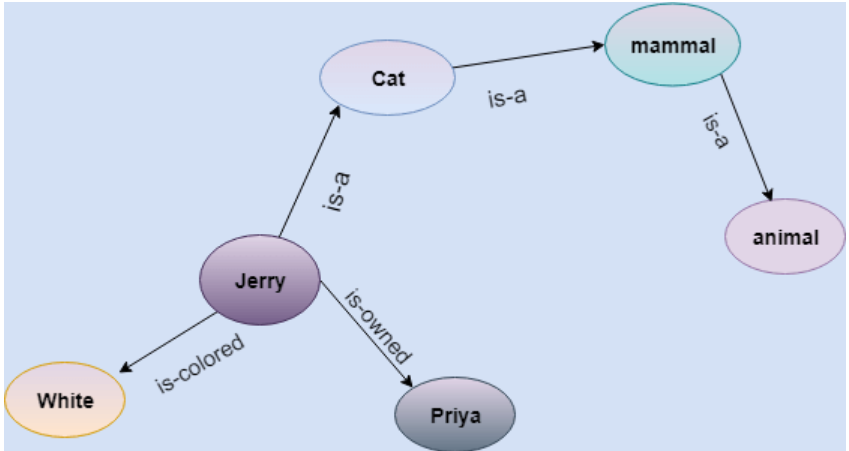 mammal
Cat
is-a
is-a
is-a
animal
Jerry
is-owned
is-colored
White
Priya